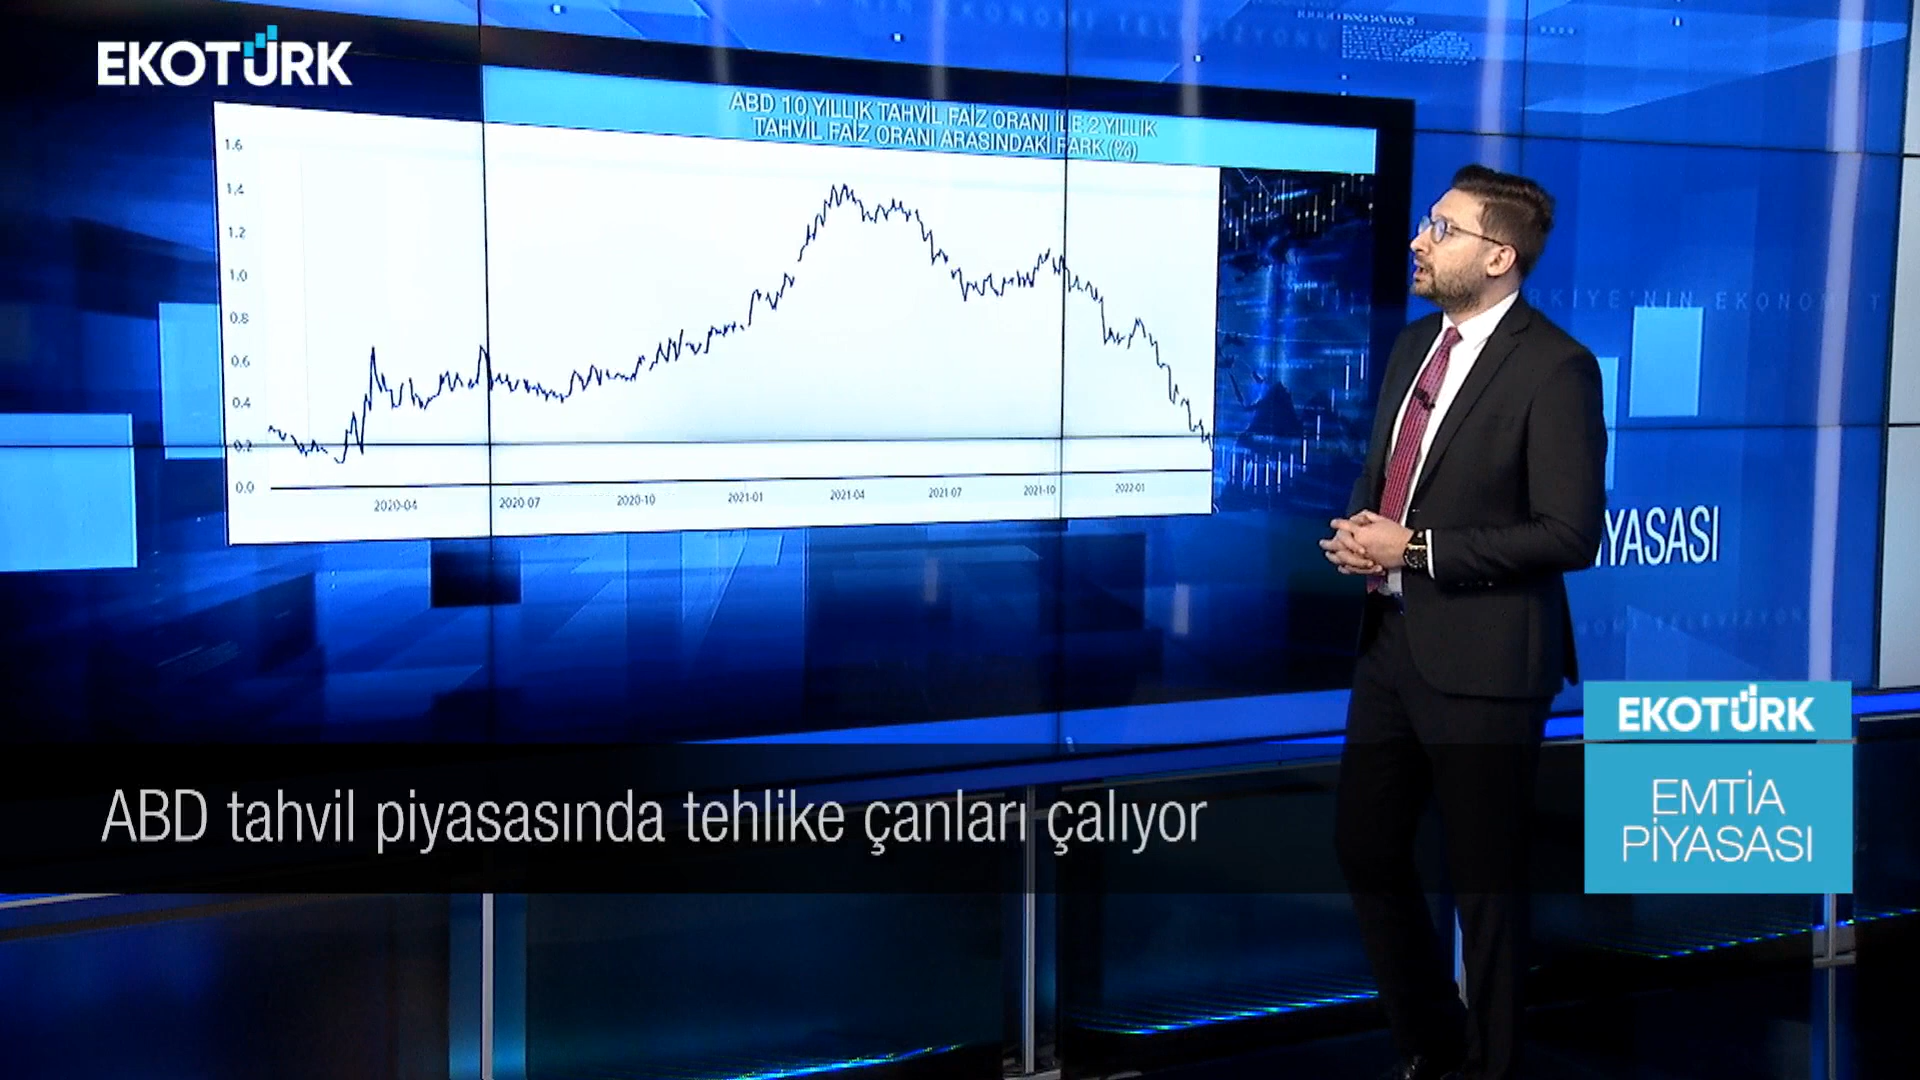 EKOTÜRK
ABD 10 YILLIK TAHVİL FAİZ ORANI İLE 2 YILLIK
TAHVİL FAİZ ORANI ARASINDAKİ FARK (%)
1.6
1.4
1.2
1.0
0.8
0.6
0.4
0.2
0.0
2020-04
2020-07
2020-10
2021-01
2021-04
2021-07
2021-10
2022-01
YASASI
EKOTÜRK
EMTİA
PİYASASI
ABD tahvil piyasasında tehlike çanları çalıyor